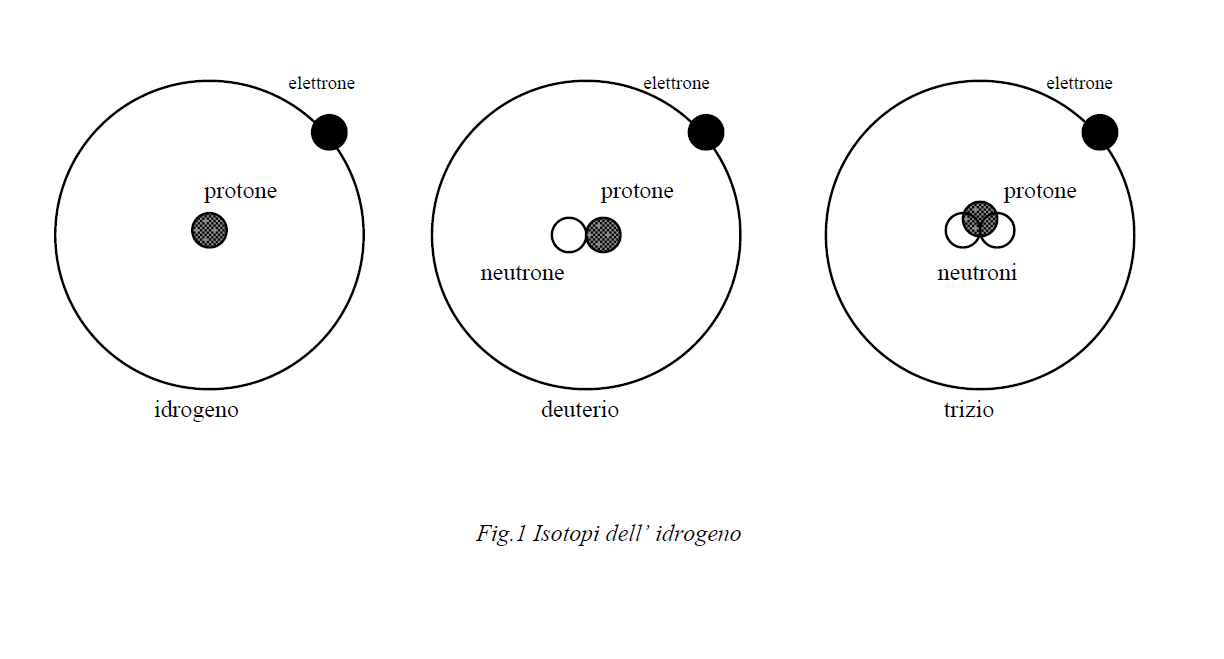 elettrone
protone
idrogeno
elettrone
protone
neutrone
deuterio
elettrone
protone
neutroni
trizio
Fig.1 Isotopi dell’ idrogeno